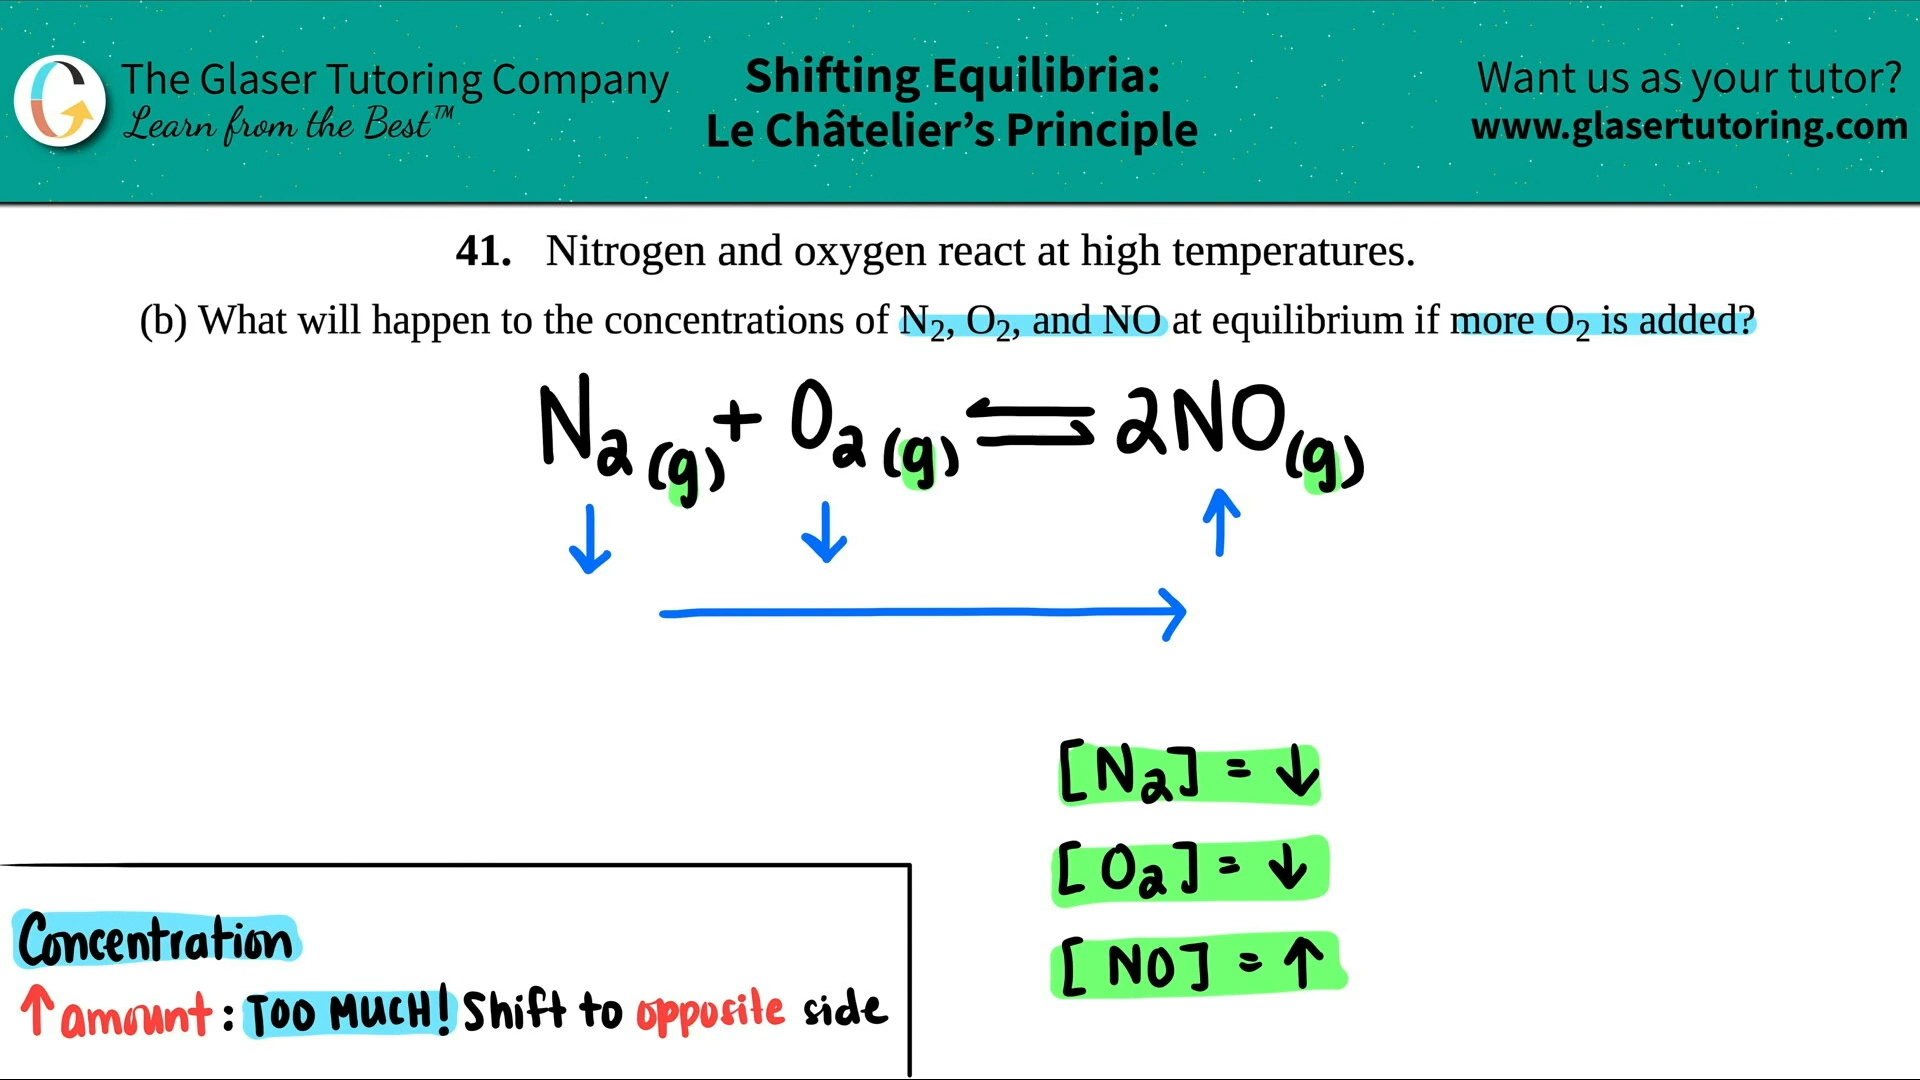 The Glaser Tutoring Company
Learn from the Best™
Shifting Equilibria:
Le Châtelier’s Principle
Want us as your tutor?
www.glasertutoring.com
41. Nitrogen and oxygen react at high temperatures.
(b) What will happen to the concentrations of N₂, O₂, and NO at equilibrium if more O₂ is added?
N₂(g) + O₂(g) ⇌ 2NO(g)
↓ ↓ ↑
→
[N₂] = ↓
[O₂] = ↓
[NO] = ↑
Concentration
↑ amount: TOO MUCH! Shift to opposite side